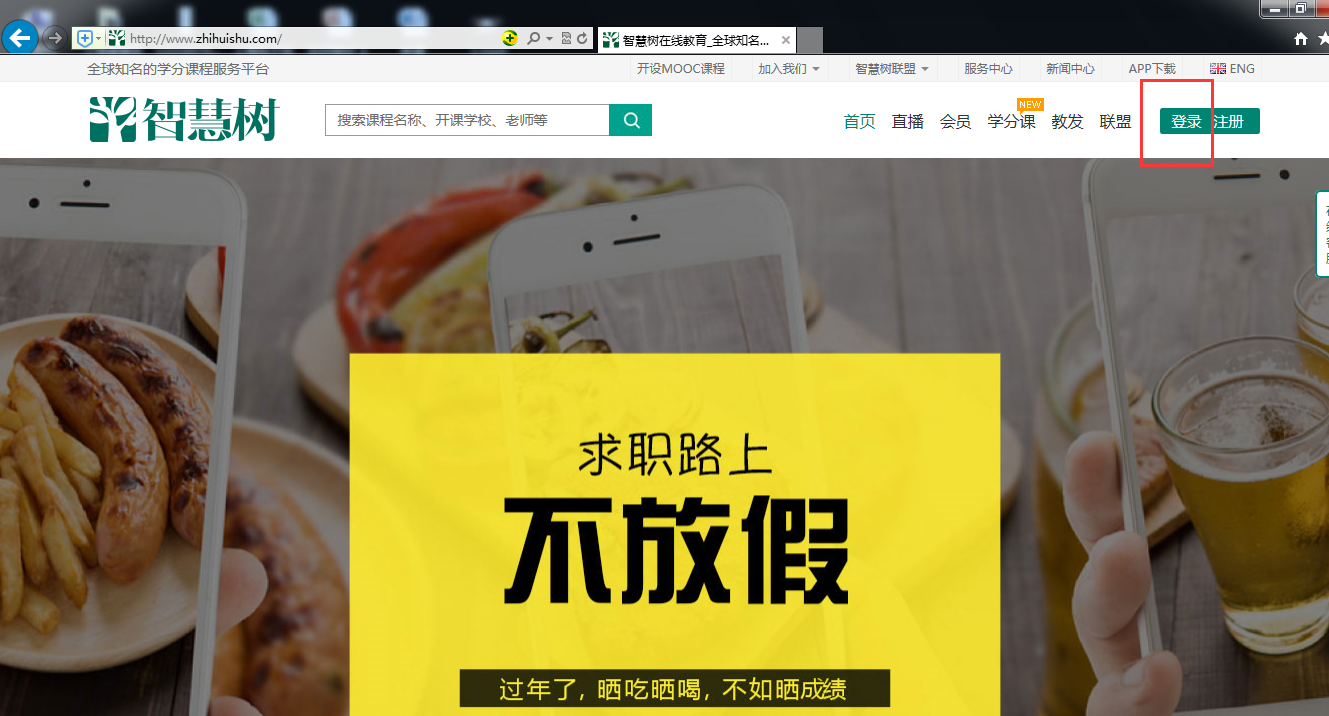 http://www.zhihuishu.com/
智慧树在线教育_全球知名...
全球知名的学分课程服务平台
开设MOOC课程
加入我们
智慧树联盟
服务中心
新闻中心
APP下载
ENG
智慧树
搜索课程名称、开课学校、老师等
首页
直播
会员
学分课
NEW
教发
联盟
登录
注册
求职路上
不放假
过年了, 晒吃晒喝, 不如晒成绩